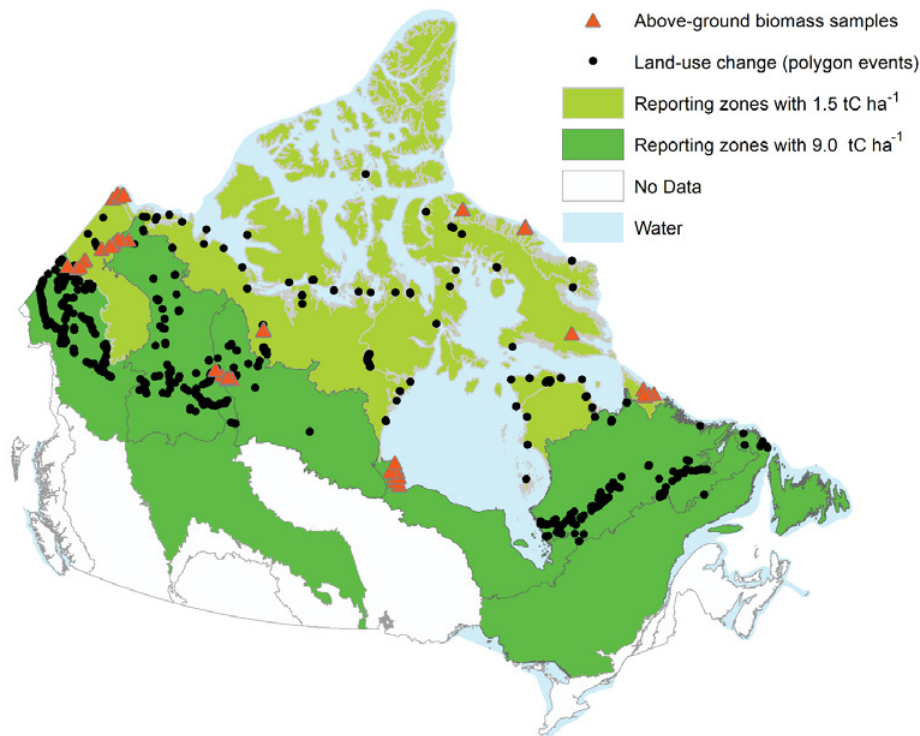 Above-ground biomass samples
Land-use change (polygon events)
Reporting zones with 1.5 tC ha⁻¹
Reporting zones with 9.0 tC ha⁻¹
No Data
Water